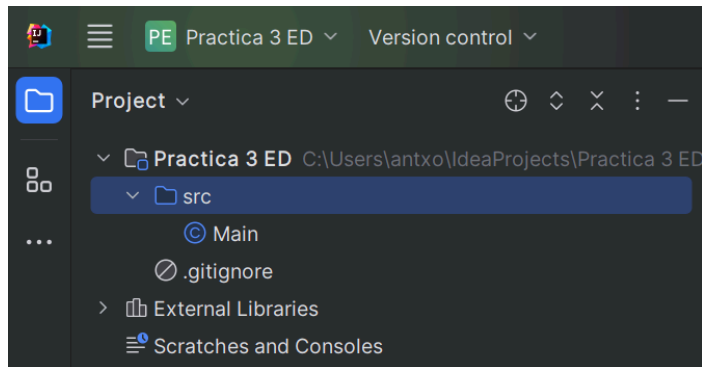 PE Practica 3 ED Version control
Project
Practica 3 ED C:\Users\antxo\IdeaProjects\Practica 3 ED
src
C Main
.gitignore
External Libraries
Scratches and Consoles